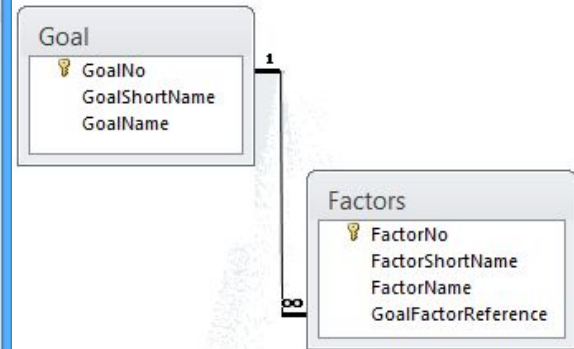 Goal
GoalNo
GoalShortName
GoalName
1
Factors
FactorNo
FactorShortName
FactorName
GoalFactorReference
∞